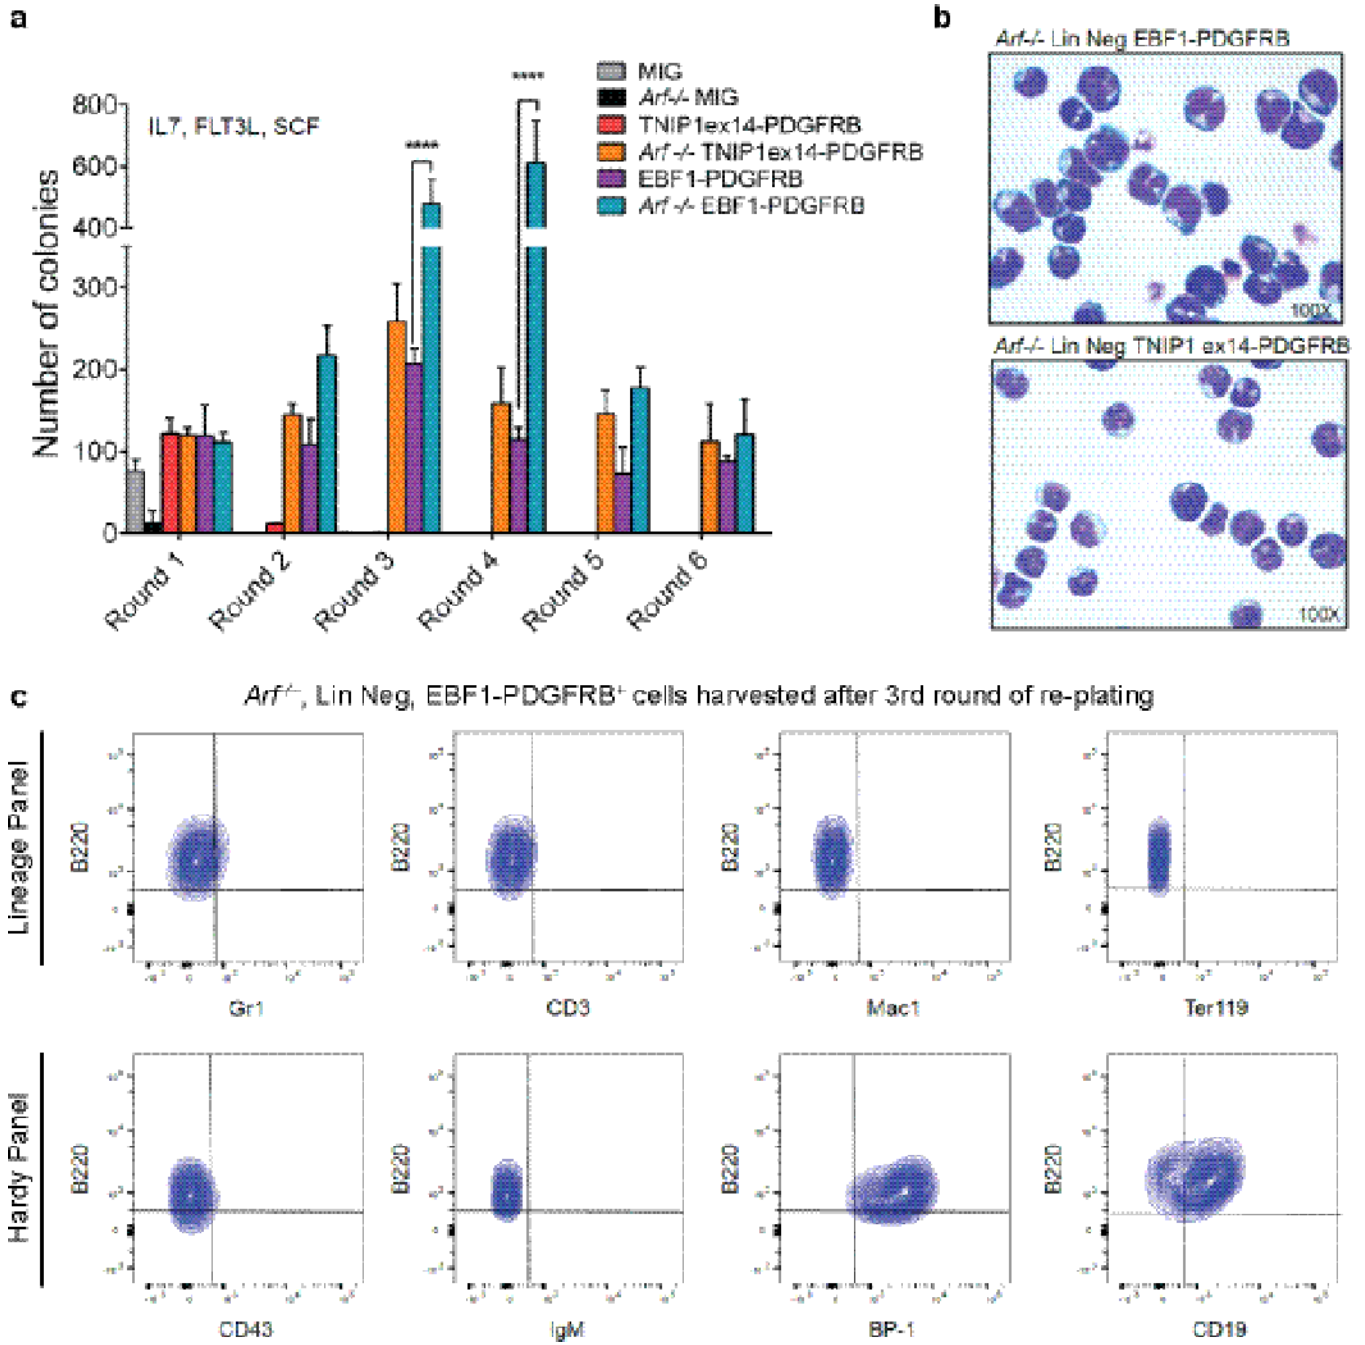 a
IL7, FLT3L, SCF
****
****
MIG
Arf-/- MIG
TNIP1ex14-PDGFRB
Arf -/- TNIP1ex14-PDGFRB
EBF1-PDGFRB
Arf -/- EBF1-PDGFRB
Number of colonies
800
600
400
300
200
100
0
Round 1
Round 2
Round 3
Round 4
Round 5
Round 6
b
Arf-/- Lin Neg EBF1-PDGFRB
100X
Arf-/- Lin Neg TNIP1 ex14-PDGFRB
100X
c
Arf-/-, Lin Neg, EBF1-PDGFRB+ cells harvested after 3rd round of re-plating
Lineage Panel
B220
Gr1
B220
CD3
B220
Mac1
B220
Ter119
Hardy Panel
B220
CD43
B220
IgM
B220
BP-1
B220
CD19